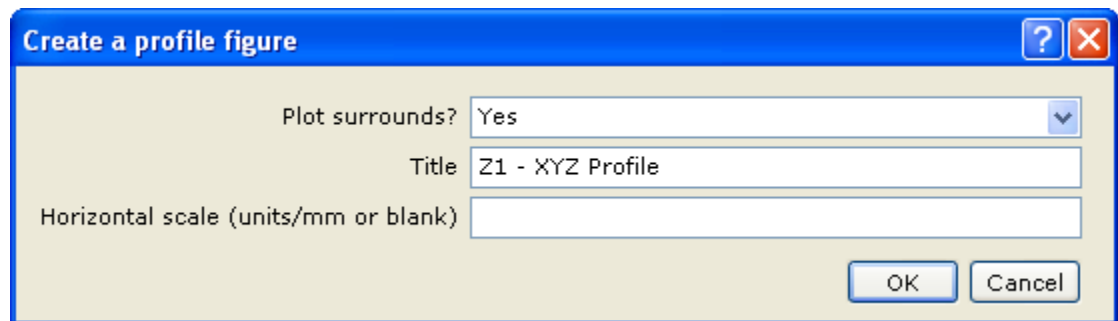 Create a profile figure
Plot surrounds? Yes
Title Z1 - XYZ Profile
Horizontal scale (units/mm or blank)
OK Cancel